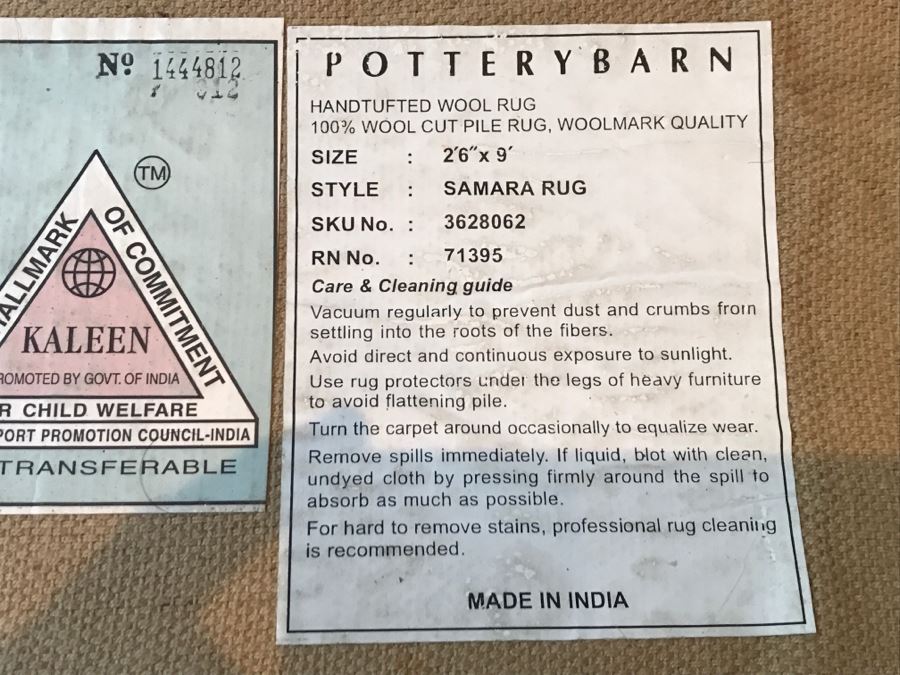 Nº 1444812
TM
OF COMMITMENT
KALEEN
PROMOTED BY GOVT. OF INDIA
CHILD WELFARE
PROMOTION COUNCIL-INDIA
TRANSFERABLE
POTTERYBARN
HANDTUFTED WOOL RUG
100% WOOL CUT PILE RUG, WOOLMARK QUALITY
SIZE : 2'6"x 9'
STYLE : SAMARA RUG
SKU No. : 3628062
RN No. : 71395
Care & Cleaning guide
Vacuum regularly to prevent dust and crumbs from
settling into the roots of the fibers.
Avoid direct and continuous exposure to sunlight.
Use rug protectors under the legs of heavy furniture
to avoid flattening pile.
Turn the carpet around occasionally to equalize wear.
Remove spills immediately. If liquid, blot with clean,
undyed cloth by pressing firmly around the spill to
absorb as much as possible.
For hard to remove stains, professional rug cleaning
is recommended.
MADE IN INDIA